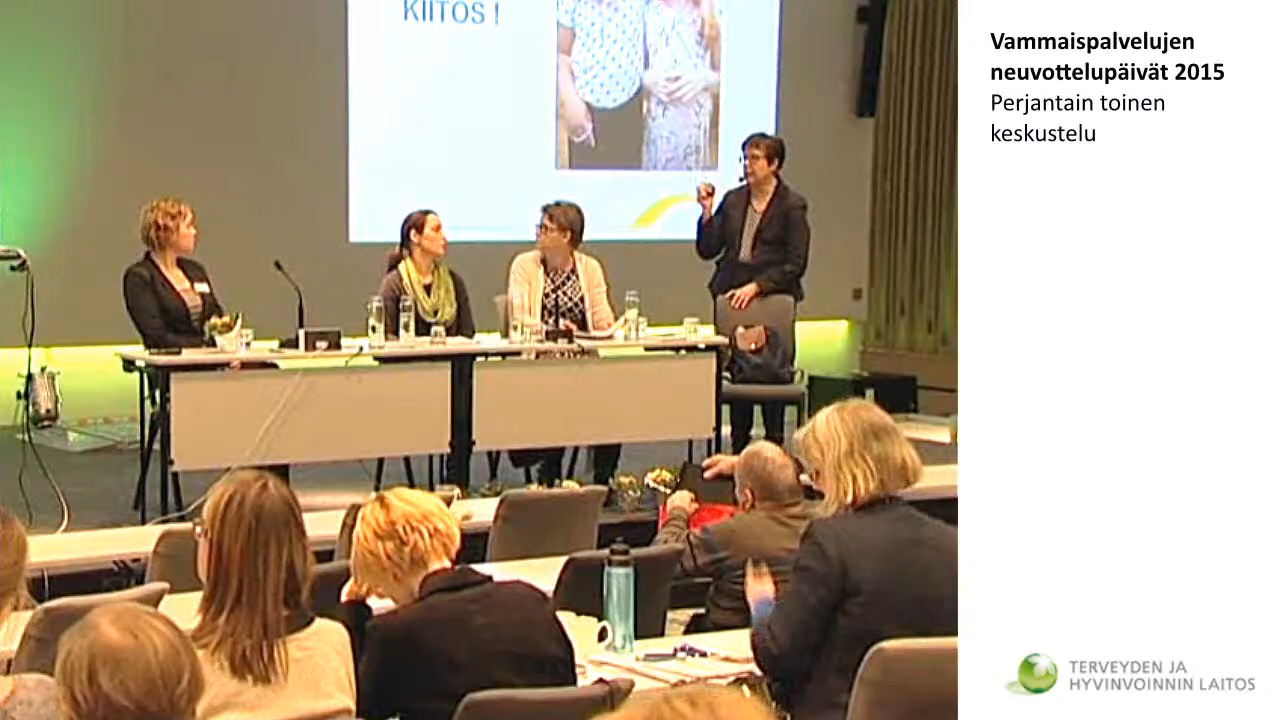 KIITOS !
Vammaispalvelujen
neuvottelupäivät 2015
Perjantain toinen
keskustelu
TERVEYDEN JA
HYVINVOINNIN LAITOS